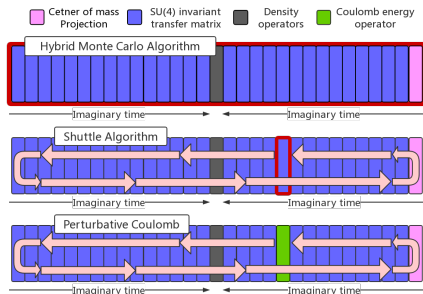 Cetner of mass
Projection
SU(4) invariant
transfer matrix
Density
operators
Coulomb energy
operator
Hybrid Monte Carlo Algorithm
Imaginary time
Imaginary time
Shuttle Algorithm
Imaginary time
Imaginary time
Perturbative Coulomb
Imaginary time
Imaginary time